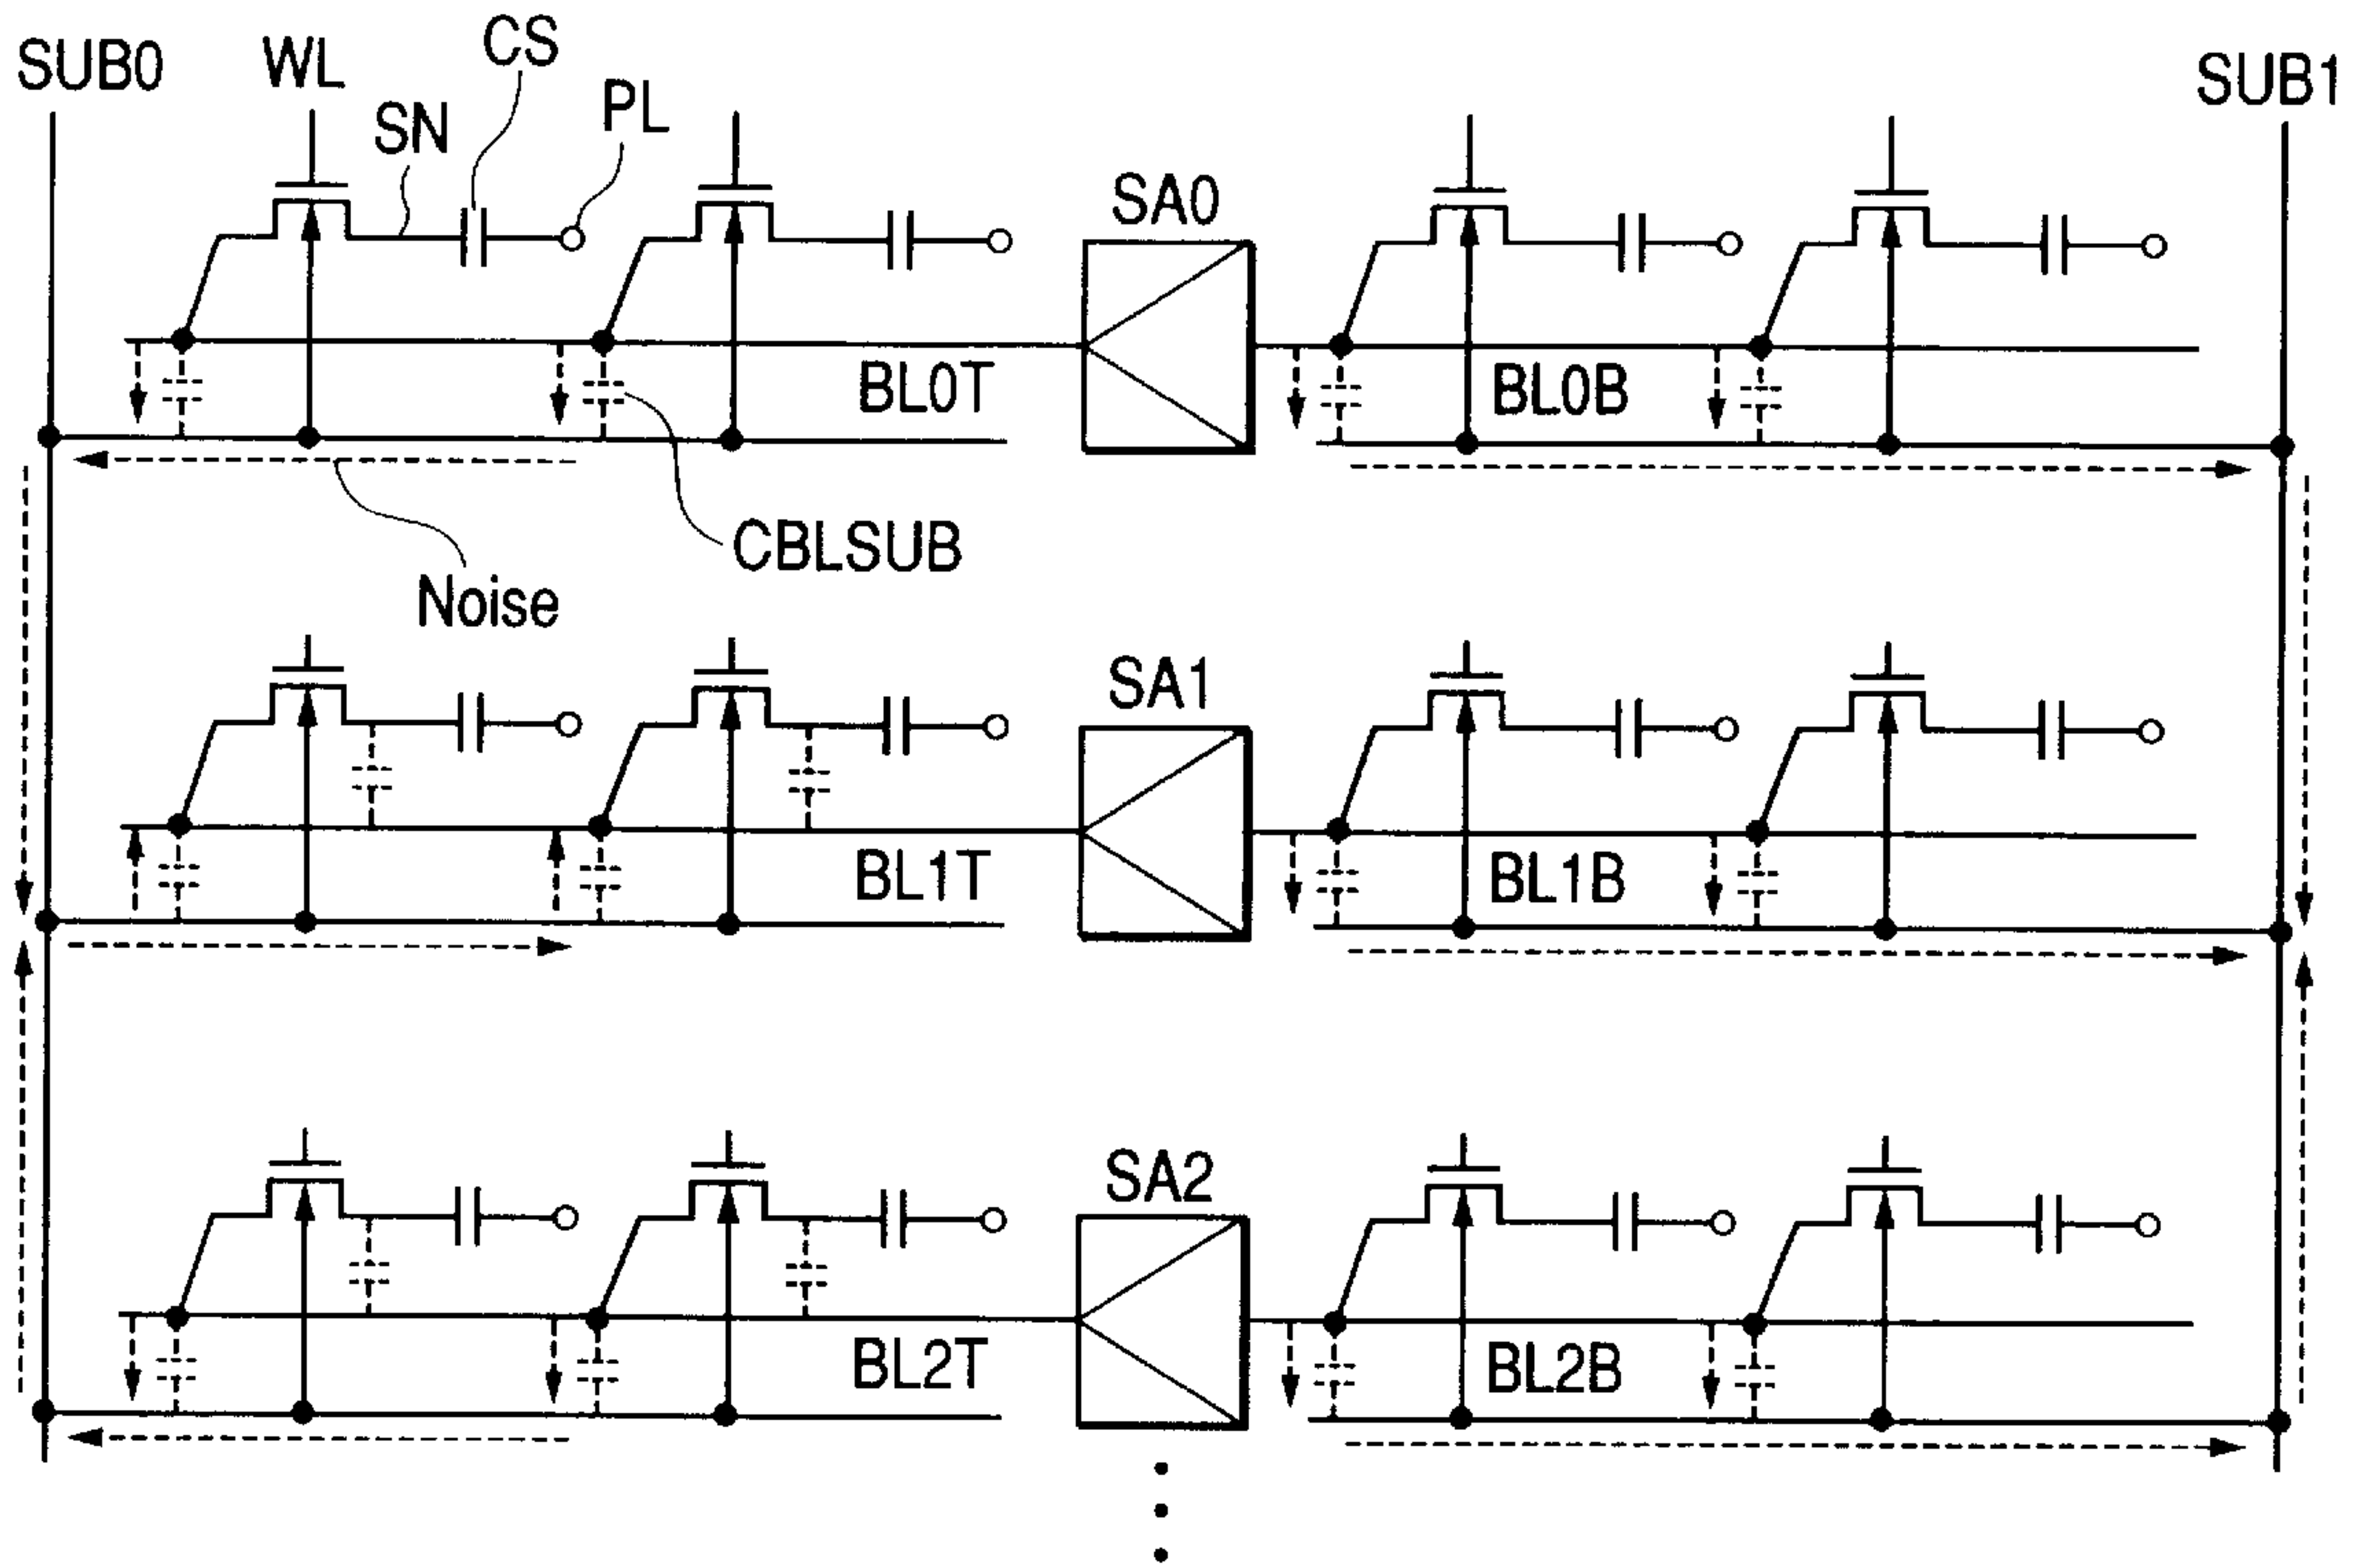 SUB0
WL
CS
SN
PL
SUB1
SA0
BL0T
BL0B
CBLSUB
Noise
SA1
BL1T
BL1B
SA2
BL2T
BL2B